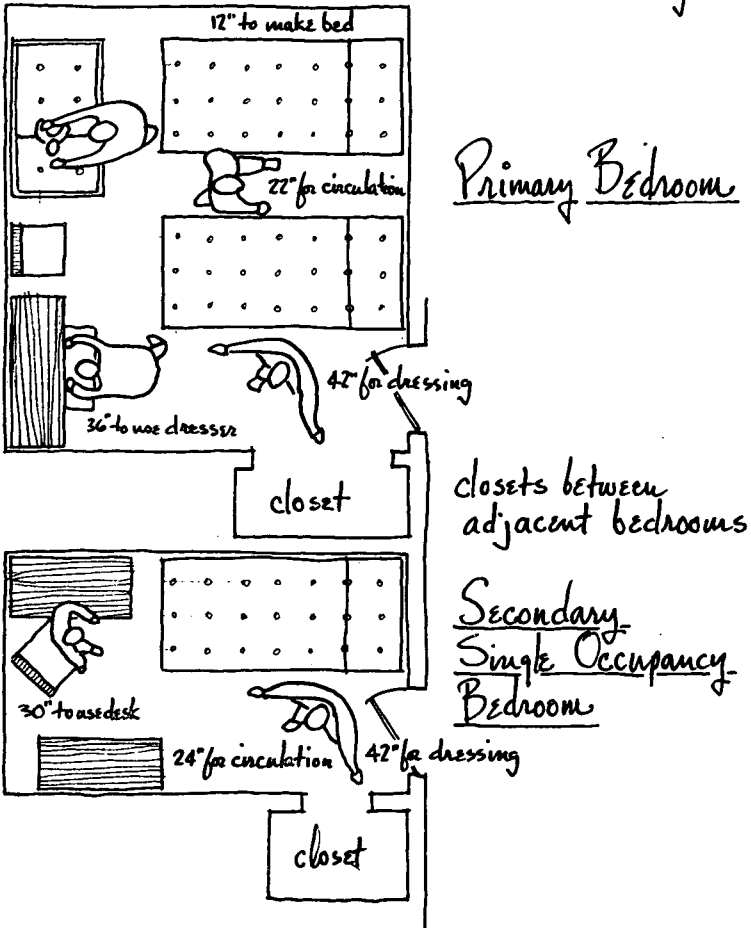 12" to make bed
22" for circulation
Primary Bedroom
42" for dressing
36" to use dresser
closet
closets between
adjacent bedrooms
Secondary
Single Occupancy
Bedroom
30" to use desk
24" for circulation
42" for dressing
closet